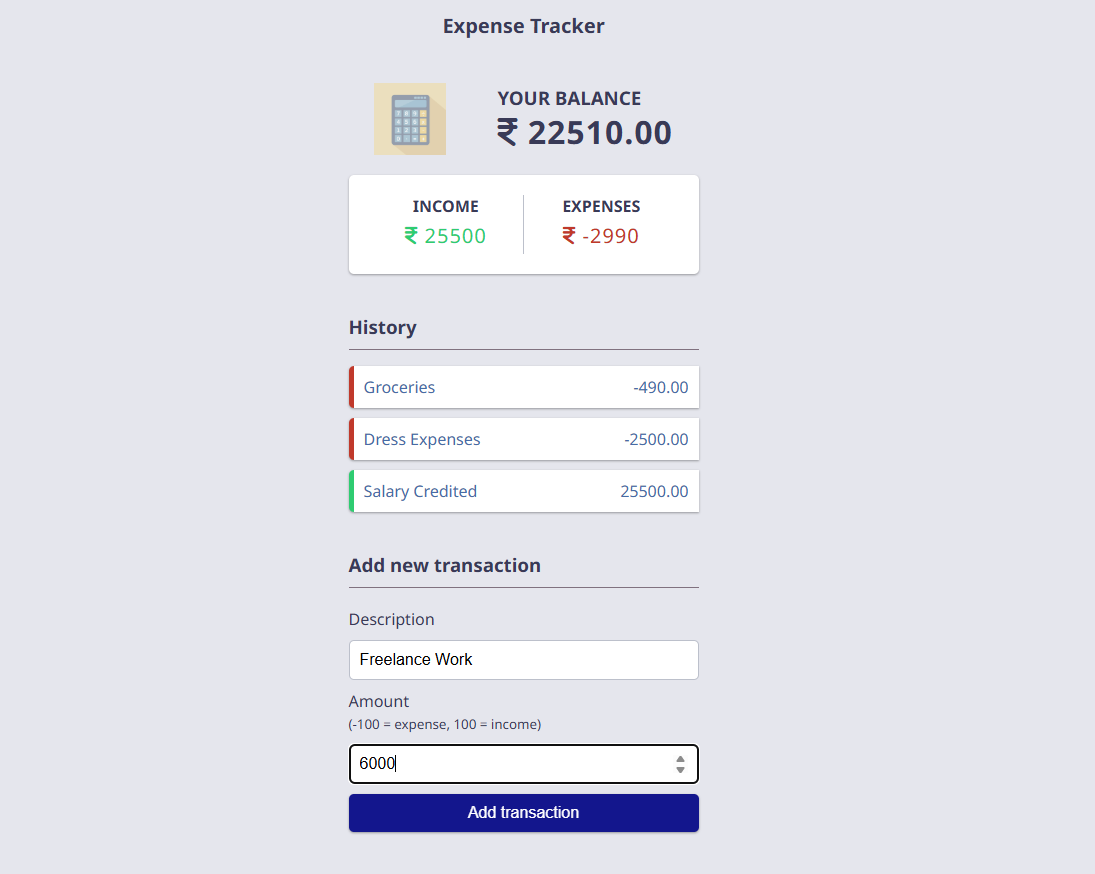 Expense Tracker
YOUR BALANCE
₹ 22510.00
INCOME
₹ 25500
EXPENSES
₹ -2990
History
Groceries -490.00
Dress Expenses -2500.00
Salary Credited 25500.00
Add new transaction
Description
Freelance Work
Amount
(-100 = expense, 100 = income)
6000
Add transaction